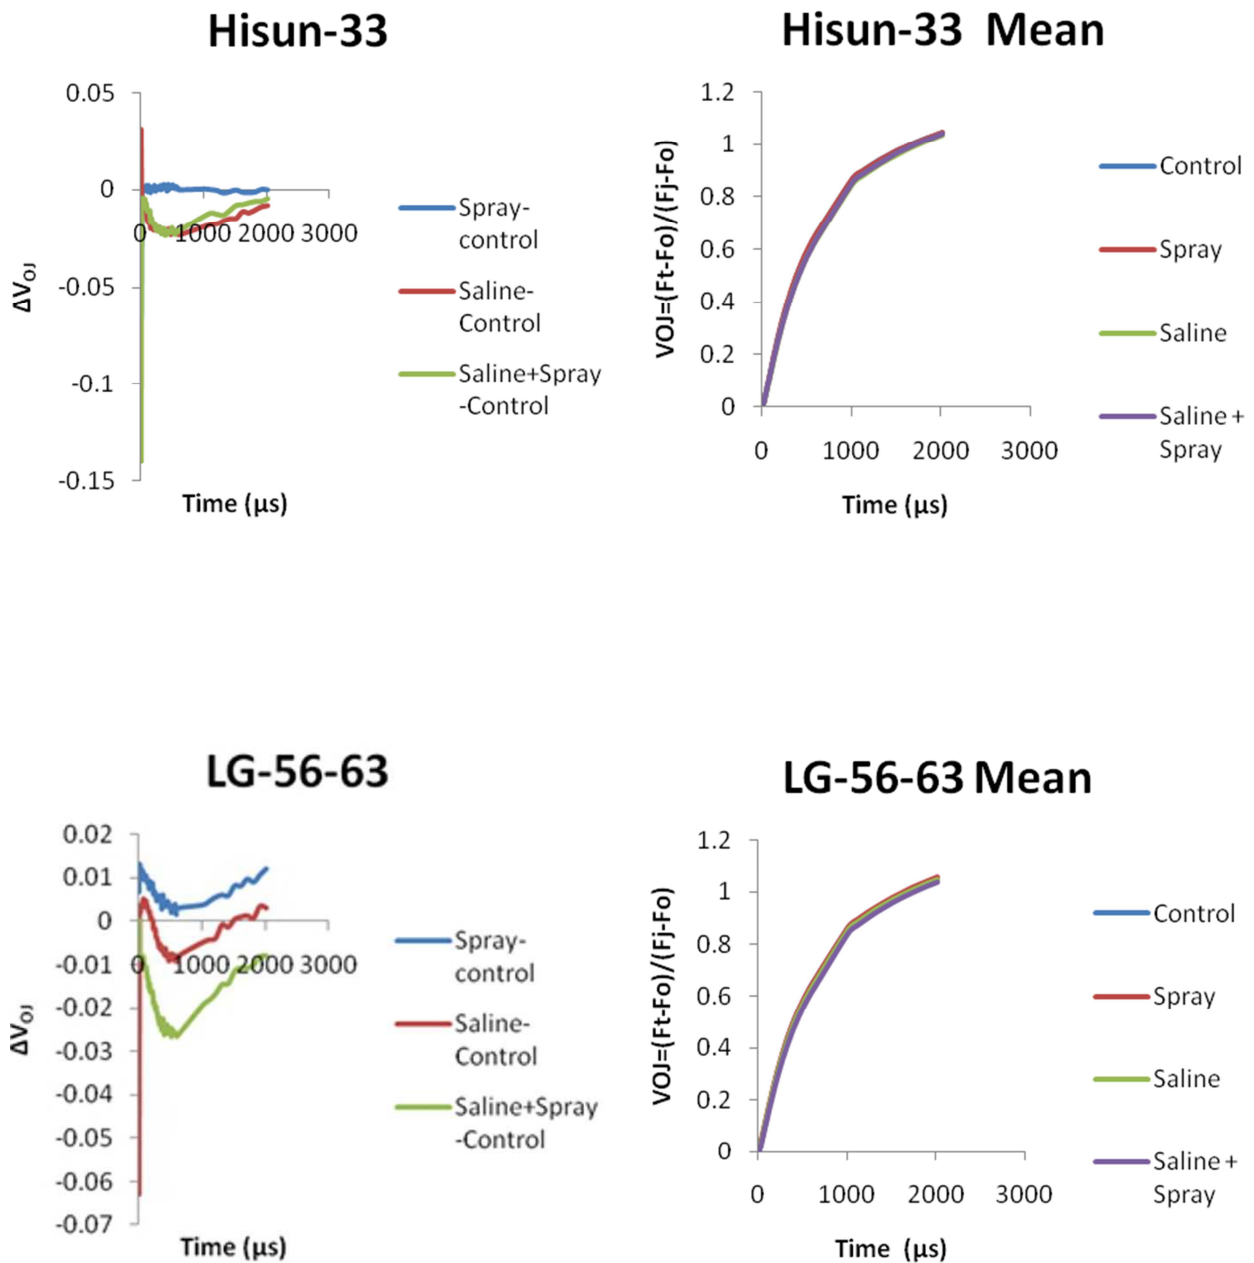 Hisun-33
0.05
0
-0.05
-0.1
-0.15
0 1000 2000 3000
ΔVOJ
Time (μs)
Spray-
control
Saline-
Control
Saline+Spray
-Control
Hisun-33 Mean
1.2
1
0.8
0.6
0.4
0.2
0
0 1000 2000 3000
VOJ=(Ft-Fo)/(Fj-Fo)
Time (μs)
Control
Spray
Saline
Saline +
Spray
LG-56-63
0.02
0.01
0
-0.01
-0.02
-0.03
-0.04
-0.05
-0.06
-0.07
0 1000 2000 3000
ΔVOJ
Time (μs)
Spray-
control
Saline-
Control
Saline+Spray
-Control
LG-56-63 Mean
1.2
1
0.8
0.6
0.4
0.2
0
0 1000 2000 3000
VOJ=(Ft-Fo)/(Fj-Fo)
Time (μs)
Control
Spray
Saline
Saline +
Spray